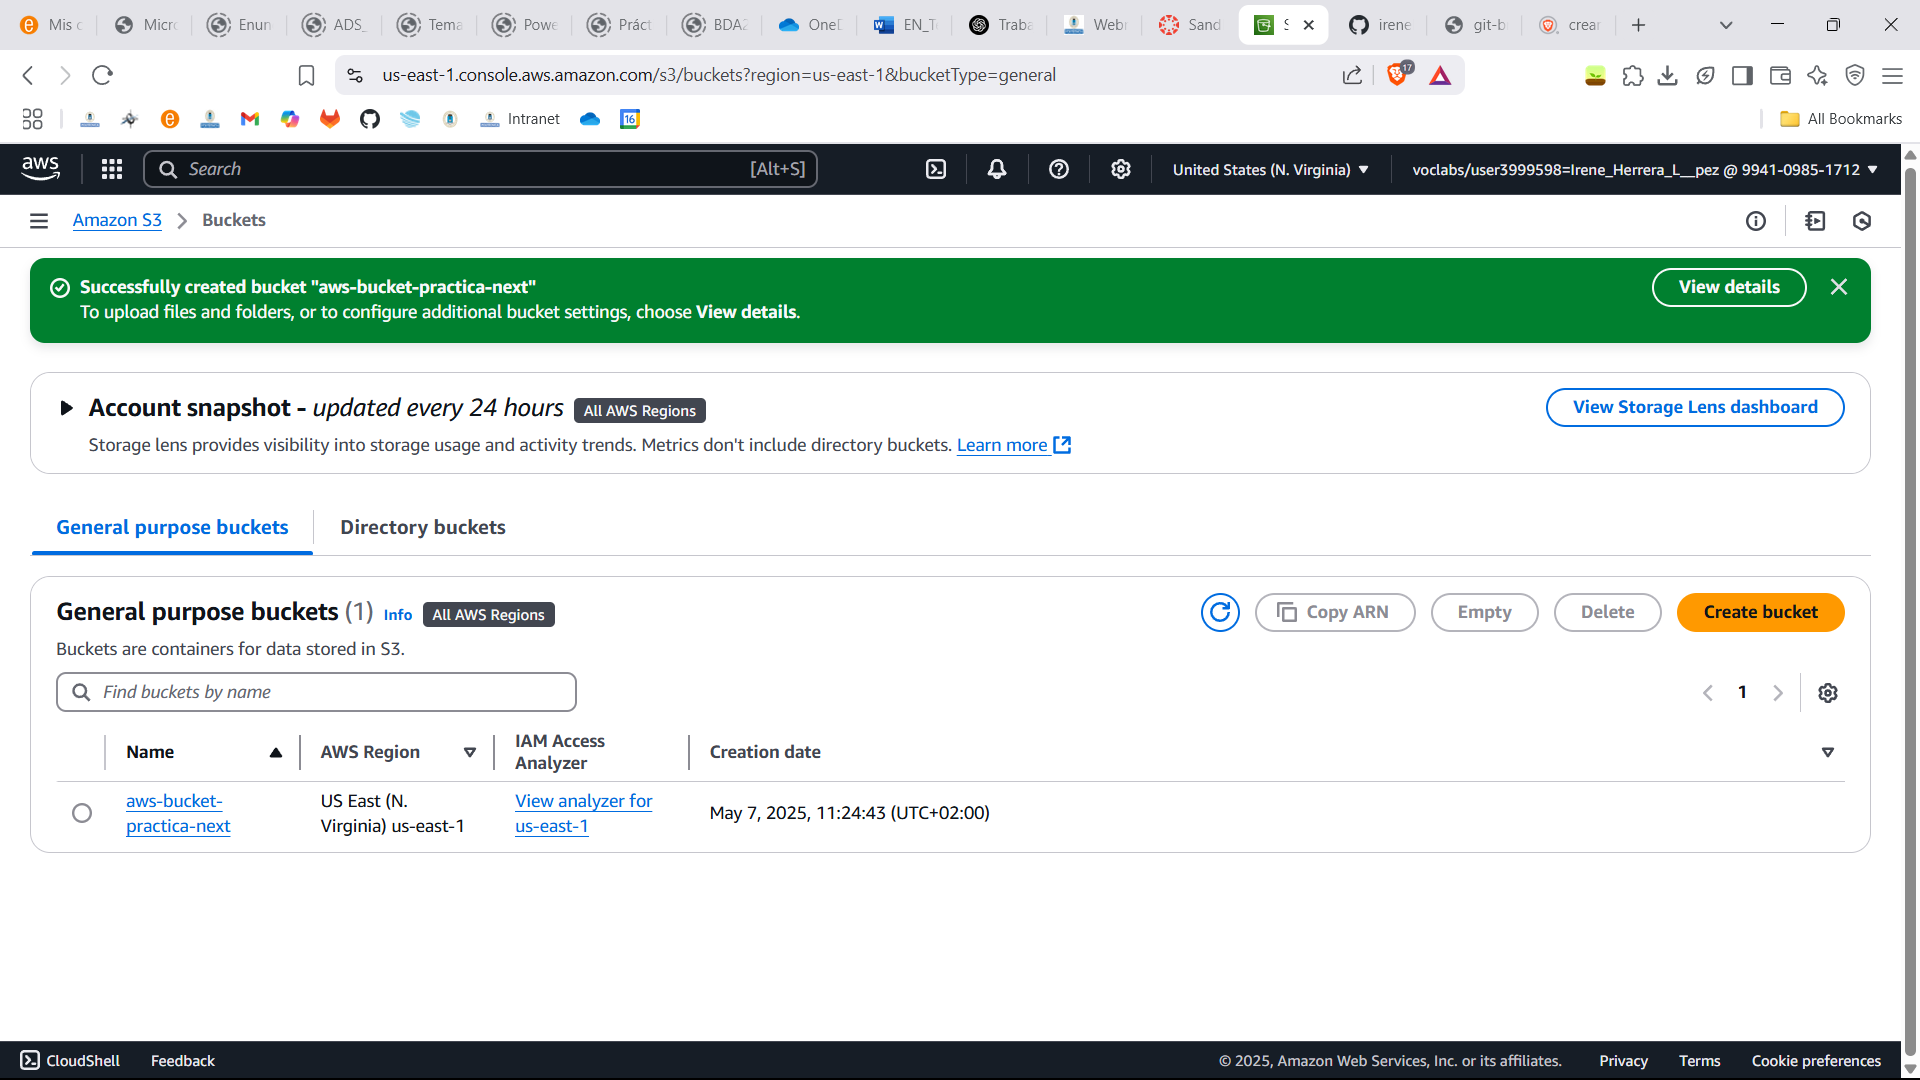 Mis c
Micro
Enun
ADS_
Tema
Powe
Práct
BDA2
OneD
EN_T
Traba
Web
Sand
S
irene
git-b
crear
us-east-1.console.aws.amazon.com/s3/buckets?region=us-east-1&bucketType=general
17
Intranet
16
All Bookmarks
aws
Search
[Alt+S]
United States (N. Virginia)
voclabs/user3999598=Irene_Herrera_L__pez @ 9941-0985-1712
Amazon S3
Buckets
Successfully created bucket "aws-bucket-practica-next"
To upload files and folders, or to configure additional bucket settings, choose View details.
View details
Account snapshot - updated every 24 hours
All AWS Regions
Storage lens provides visibility into storage usage and activity trends. Metrics don't include directory buckets. Learn more
View Storage Lens dashboard
General purpose buckets
Directory buckets
General purpose buckets (1)
Info
All AWS Regions
Copy ARN
Empty
Delete
Create bucket
Buckets are containers for data stored in S3.
Find buckets by name
1
Name
AWS Region
IAM Access
Analyzer
Creation date
aws-bucket-
practica-next
US East (N.
Virginia) us-east-1
View analyzer for
us-east-1
May 7, 2025, 11:24:43 (UTC+02:00)
CloudShell
Feedback
© 2025, Amazon Web Services, Inc. or its affiliates.
Privacy
Terms
Cookie preferences